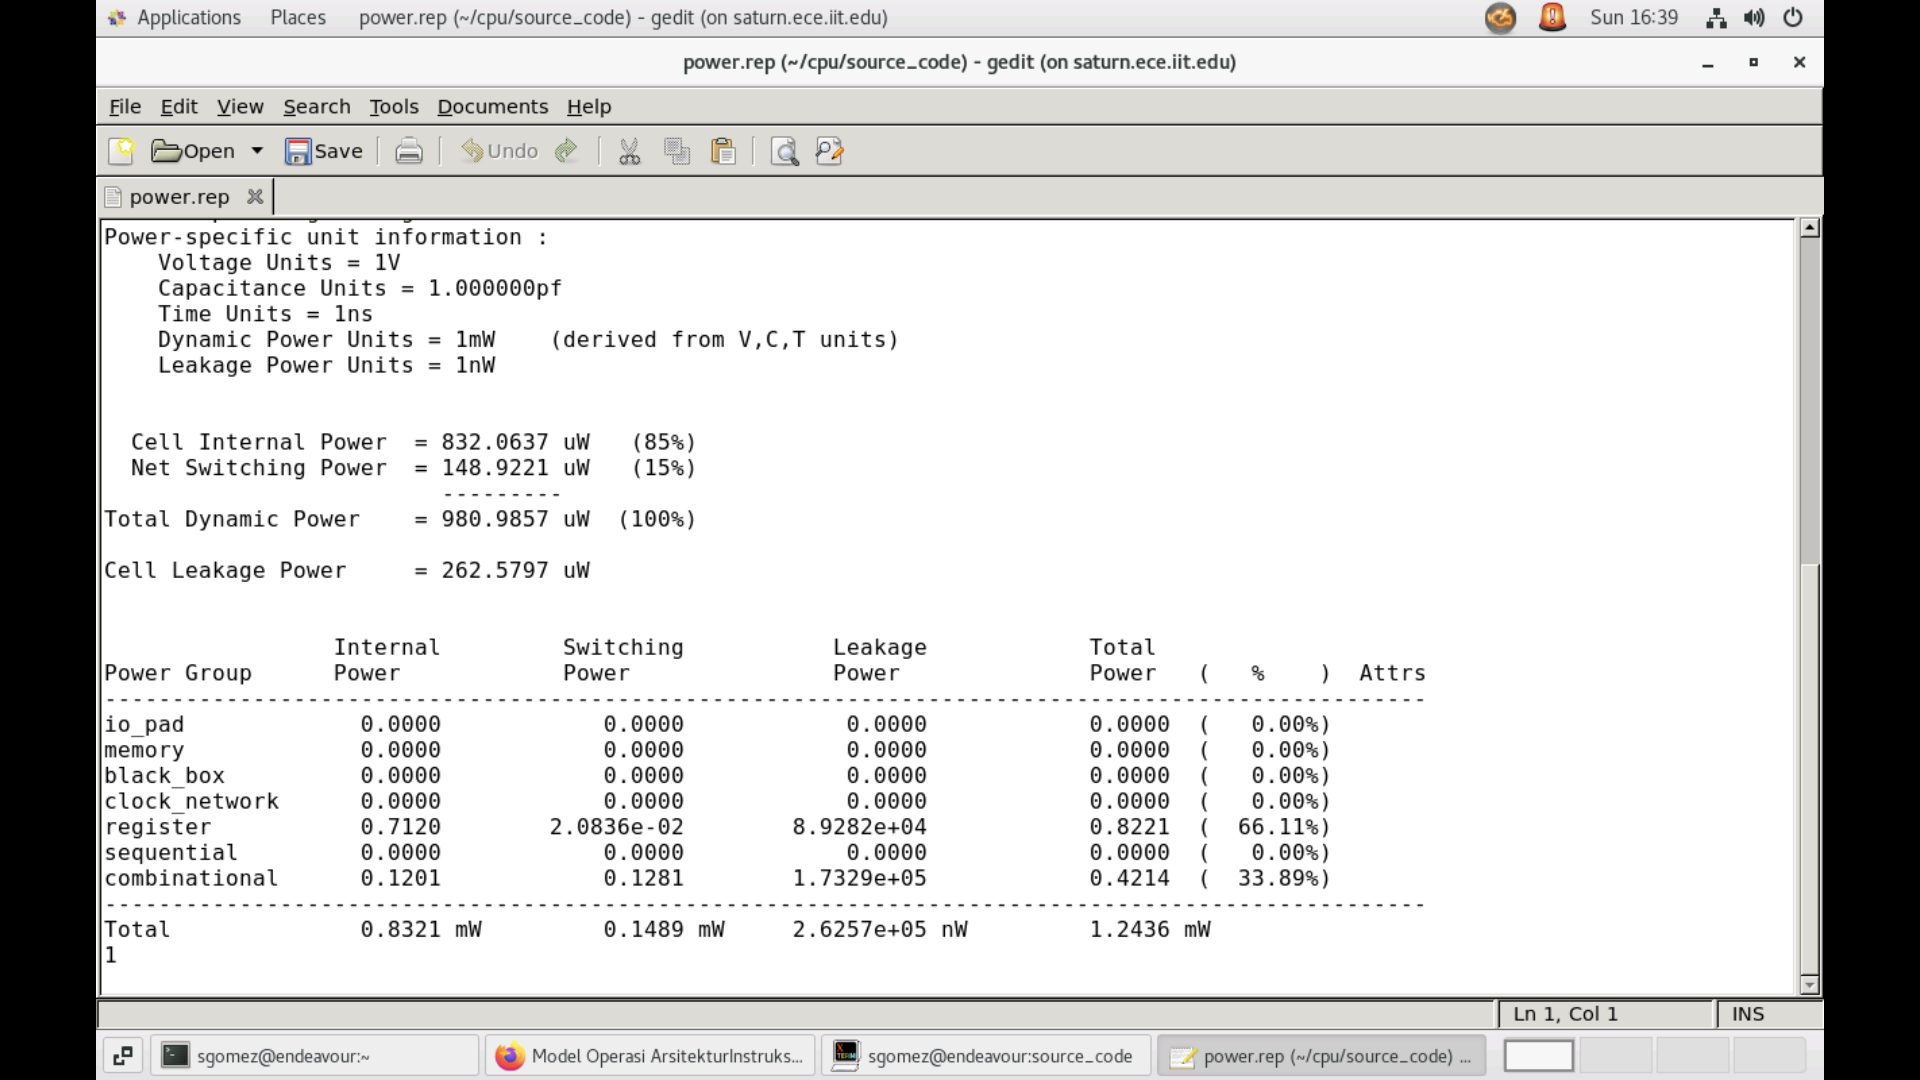 Applications Places power.rep (~/cpu/source_code) - gedit (on saturn.ece.iit.edu) Sun 16:39
power.rep (~/cpu/source_code) - gedit (on saturn.ece.iit.edu)
File Edit View Search Tools Documents Help
Open Save Undo
power.rep
Power-specific unit information :
    Voltage Units = 1V
    Capacitance Units = 1.000000pf
    Time Units = 1ns
    Dynamic Power Units = 1mW    (derived from V,C,T units)
    Leakage Power Units = 1nW
  Cell Internal Power  = 832.0637 uW   (85%)
  Net Switching Power  = 148.9221 uW   (15%)
                         ---------
Total Dynamic Power    = 980.9857 uW  (100%)
Cell Leakage Power     = 262.5797 uW
                 Internal         Switching           Leakage            Total
Power Group      Power            Power               Power              Power   (   %    )  Attrs
--------------------------------------------------------------------------------------------------
io_pad             0.0000            0.0000            0.0000            0.0000  (   0.00%)
memory             0.0000            0.0000            0.0000            0.0000  (   0.00%)
black_box          0.0000            0.0000            0.0000            0.0000  (   0.00%)
clock_network      0.0000            0.0000            0.0000            0.0000  (   0.00%)
register           0.7120        2.0836e-02        8.9282e+04            0.8221  (  66.11%)
sequential         0.0000            0.0000            0.0000            0.0000  (   0.00%)
combinational      0.1201            0.1281        1.7329e+05            0.4214  (  33.89%)
--------------------------------------------------------------------------------------------------
Total              0.8321 mW         0.1489 mW     2.6257e+05 nW         1.2436 mW
1
Ln 1, Col 1 INS
sgomez@endeavour:~ Model Operasi ArsitekturInstruks... sgomez@endeavour:source_code power.rep (~/cpu/source_code) ...